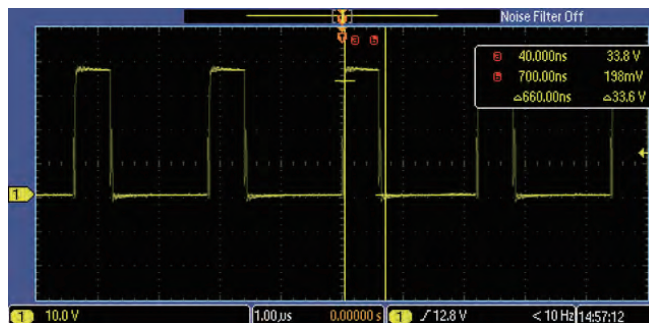 Noise Filter Off
40.000ns 33.8 V
700.00ns 198mV
△660.00ns △33.6 V
1
1 10.0 V 1.00µs 0.00000 s 1 12.8 V < 10 Hz 14:57:12